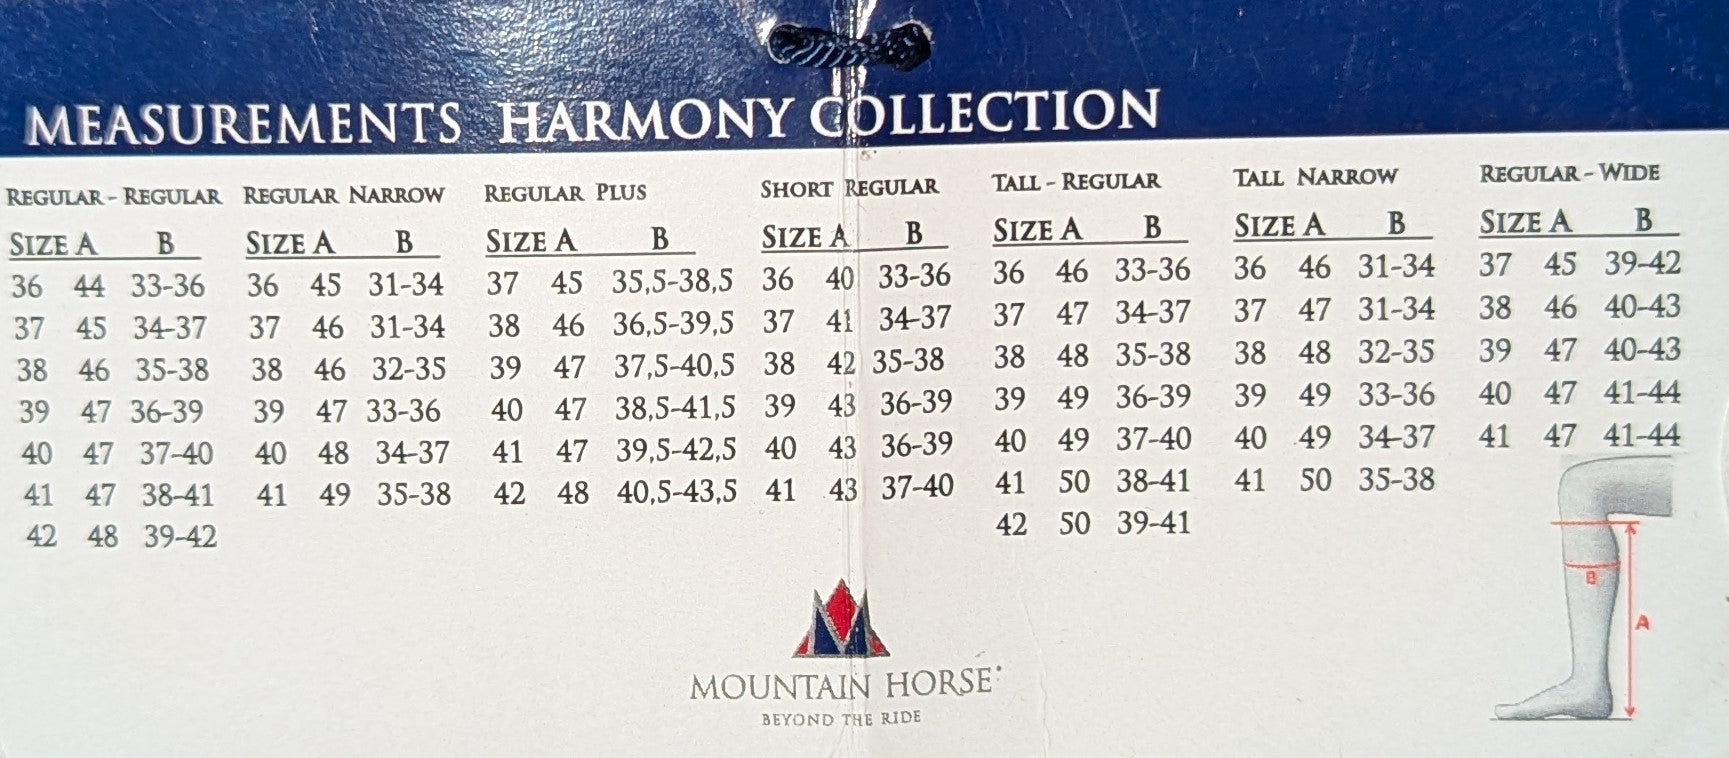 MEASUREMENTS HARMONY COLLECTION
REGULAR - REGULAR REGULAR NARROW REGULAR PLUS SHORT REGULAR TALL - REGULAR TALL NARROW REGULAR - WIDE
SIZE A B SIZE A B SIZE A B SIZE A B SIZE A B SIZE A B SIZE A B
36 44 33-36 36 45 31-34 37 45 35,5-38,5 36 40 33-36 36 46 33-36 36 46 31-34 37 45 39-42
37 45 34-37 37 46 31-34 38 46 36,5-39,5 37 41 34-37 37 47 34-37 37 47 31-34 38 46 40-43
38 46 35-38 38 46 32-35 39 47 37,5-40,5 38 42 35-38 38 48 35-38 38 48 32-35 39 47 40-43
39 47 36-39 39 47 33-36 40 47 38,5-41,5 39 43 36-39 39 49 36-39 39 49 33-36 40 47 41-44
40 47 37-40 40 48 34-37 41 47 39,5-42,5 40 43 36-39 40 49 37-40 40 49 34-37 41 47 41-44
41 47 38-41 41 49 35-38 42 48 40,5-43,5 41 43 37-40 41 50 38-41 41 50 35-38
42 48 39-42 42 50 39-41
B
A
MOUNTAIN HORSE
BEYOND THE RIDE